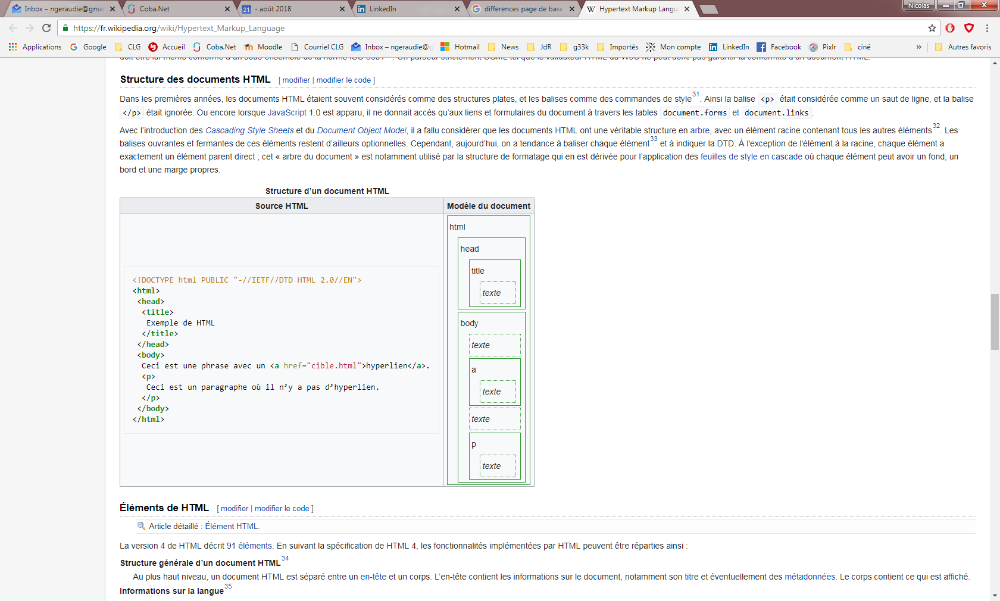 Inbox – ngeraudie@gmai
Coba.Net
21 - août 2018
LinkedIn
differences page de base
Hypertext Markup Langu
Nicolas
https://fr.wikipedia.org/wiki/Hypertext_Markup_Language
Applications
Google
CLG
Accueil
Coba.Net
Moodle
Courriel CLG
Inbox – ngeraudie@g
Hotmail
News
JdR
g33k
Importés
Mon compte
LinkedIn
Facebook
Pixlr
ciné
»
Autres favoris
Structure des documents HTML [ modifier | modifier le code ]
Dans les premières années, les documents HTML étaient souvent considérés comme des structures plates, et les balises comme des commandes de style31. Ainsi la balise <p> était considérée comme un saut de ligne, et la balise
</p> était ignorée. Ou encore lorsque JavaScript 1.0 est apparu, il ne donnait accès qu’aux liens et formulaires du document à travers les tables document.forms et document.links.
Avec l’introduction des Cascading Style Sheets et du Document Object Model, il a fallu considérer que les documents HTML ont une véritable structure en arbre, avec un élément racine contenant tous les autres éléments32. Les
balises ouvrantes et fermantes de ces éléments restent d’ailleurs optionnelles. Cependant, aujourd’hui, on a tendance à baliser chaque élément33 et à indiquer la DTD. À l'exception de l'élément à la racine, chaque élément a
exactement un élément parent direct ; cet « arbre du document » est notamment utilisé par la structure de formatage qui en est dérivée pour l’application des feuilles de style en cascade où chaque élément peut avoir un fond, un
bord et une marge propres.
Structure d’un document HTML
Source HTML
Modèle du document
<!DOCTYPE html PUBLIC "-//IETF//DTD HTML 2.0//EN">
<html>
<head>
<title>
Exemple de HTML
</title>
</head>
<body>
Ceci est une phrase avec un <a href="cible.html">hyperlien</a>.
<p>
Ceci est un paragraphe où il n’y a pas d’hyperlien.
</p>
</body>
</html>
html
head
title
texte
body
texte
a
texte
texte
p
texte
Éléments de HTML [ modifier | modifier le code ]
Article détaillé : Élément HTML.
La version 4 de HTML décrit 91 éléments. En suivant la spécification de HTML 4, les fonctionnalités implémentées par HTML peuvent être réparties ainsi :
Structure générale d’un document HTML34
Au plus haut niveau, un document HTML est séparé entre un en-tête et un corps. L’en-tête contient les informations sur le document, notamment son titre et éventuellement des métadonnées. Le corps contient ce qui est affiché.
Informations sur la langue35